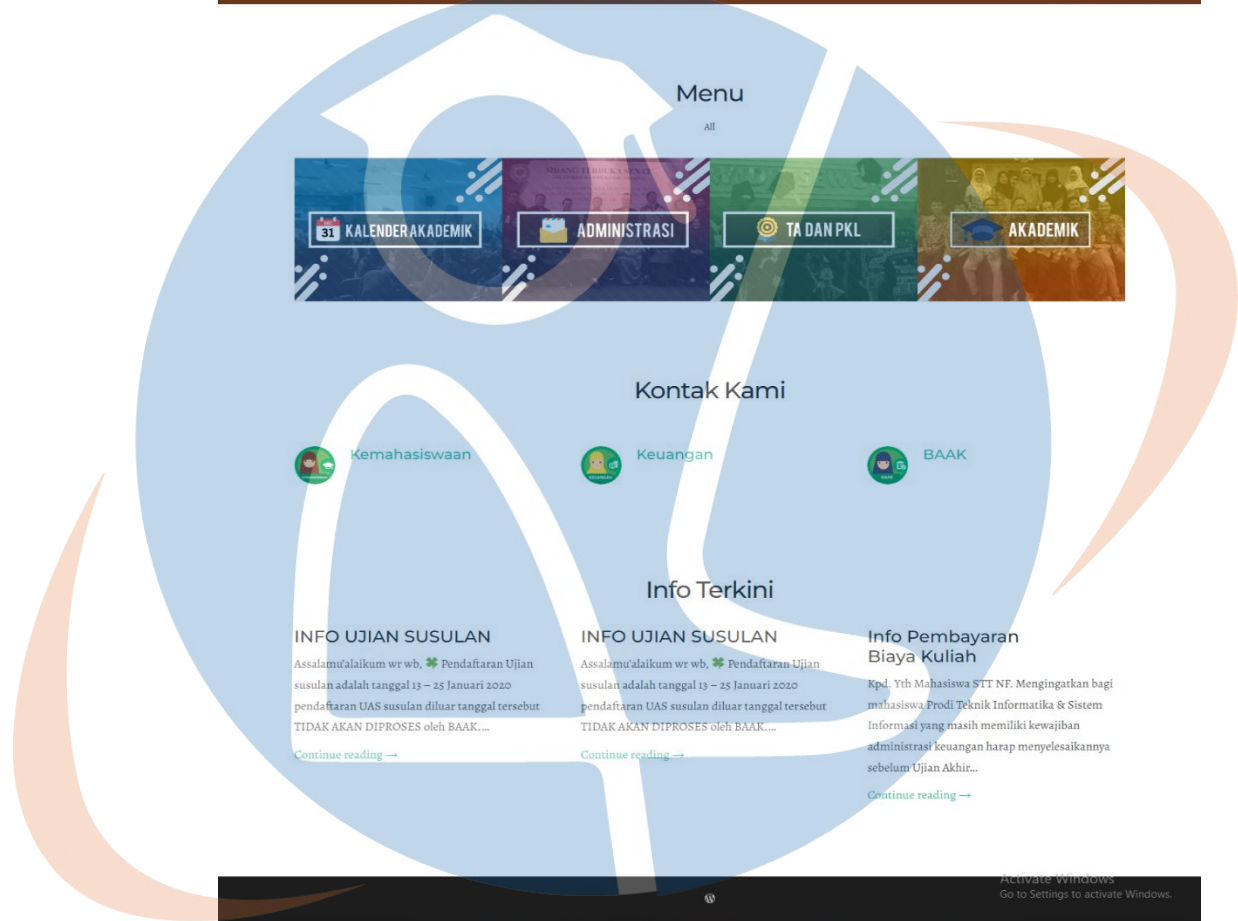 Menu
All
31 KALENDER AKADEMIK
ADMINISTRASI
TA DAN PKL
AKADEMIK
Kontak Kami
Kemahasiswaan
Keuangan
BAAK
KEUANGAN
BAAK
Info Terkini
INFO UJIAN SUSULAN
Assalamu'alaikum wr wb, 🍀 Pendaftaran Ujian
susulan adalah tanggal 13 – 25 Januari 2020
pendaftaran UAS susulan diluar tanggal tersebut
TIDAK AKAN DIPROSES oleh BAAK.…
Continue reading →
INFO UJIAN SUSULAN
Assalamu'alaikum wr wb, 🍀 Pendaftaran Ujian
susulan adalah tanggal 13 – 25 Januari 2020
pendaftaran UAS susulan diluar tanggal tersebut
TIDAK AKAN DIPROSES oleh BAAK.…
Continue reading →
Info Pembayaran
Biaya Kuliah
Kpd. Yth Mahasiswa STT NF. Mengingatkan bagi
mahasiswa Prodi Teknik Informatika & Sistem
Informasi yang masih memiliki kewajiban
administrasi keuangan harap menyelesaikannya
sebelum Ujian Akhir…
Continue reading →
Activate Windows
Go to Settings to activate Windows.